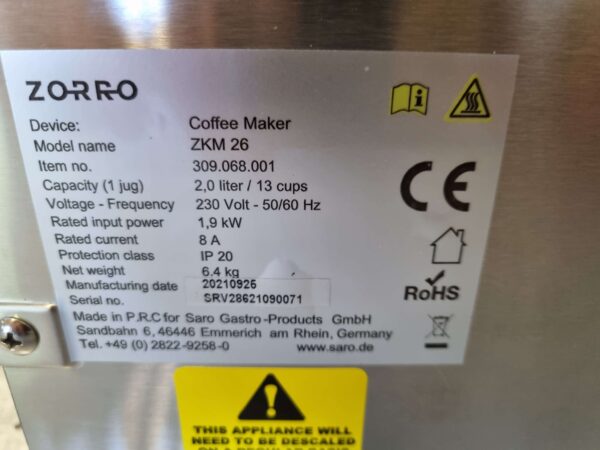 ZORRO
Device: Coffee Maker
Model name ZKM 26
Item no. 309.068.001
Capacity (1 jug) 2,0 liter / 13 cups
Voltage - Frequency 230 Volt - 50/60 Hz
Rated input power 1,9 kW
Rated current 8 A
Protection class IP 20
Net weight 6.4 kg
Manufacturing date 20210926
Serial no. SRV28621090071
Made in P.R.C for Saro Gastro-Products GmbH
Sandbahn 6, 46446 Emmerich am Rhein, Germany
Tel. +49 (0) 2822-9258-0 www.saro.de
i
CE
RoHS
THIS APPLIANCE WILL
NEED TO BE DESCALED